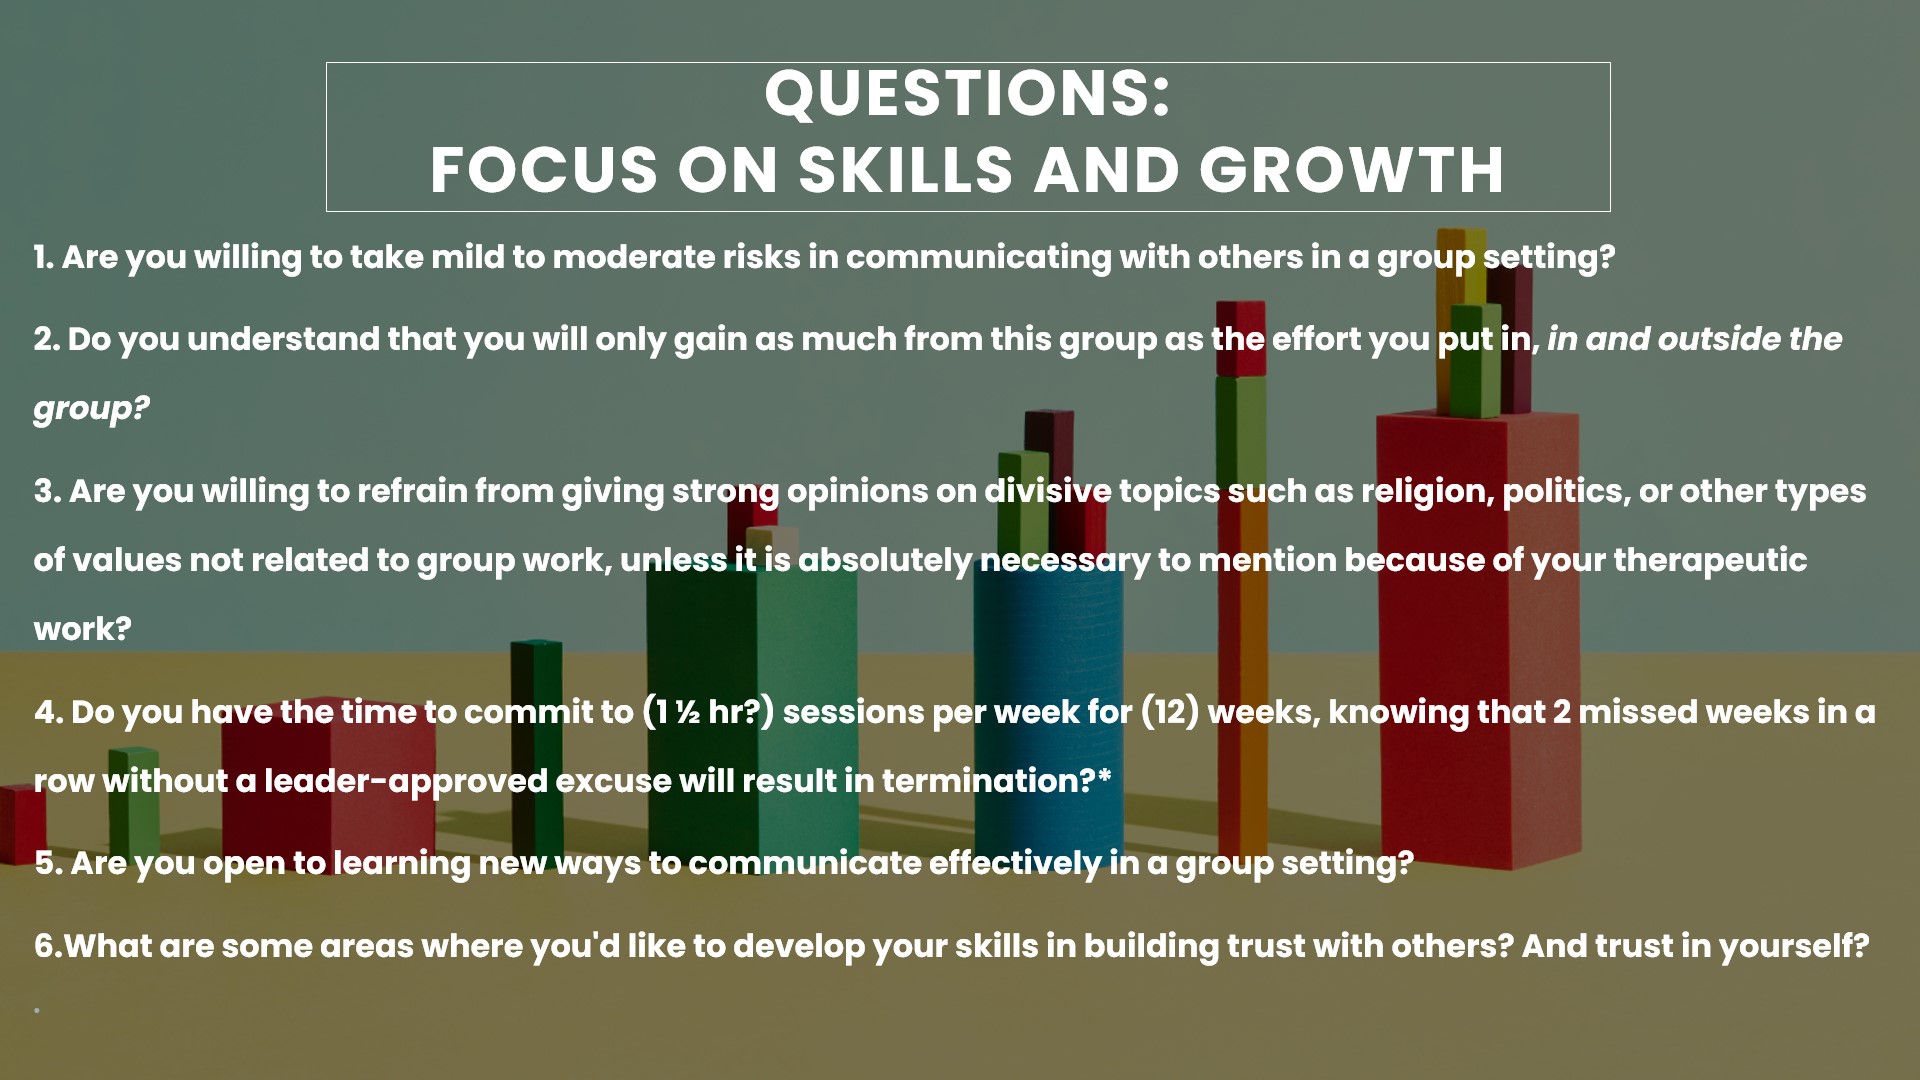 QUESTIONS:
FOCUS ON SKILLS AND GROWTH
1. Are you willing to take mild to moderate risks in communicating with others in a group setting?
2. Do you understand that you will only gain as much from this group as the effort you put in, in and outside the
group?
3. Are you willing to refrain from giving strong opinions on divisive topics such as religion, politics, or other types
of values not related to group work, unless it is absolutely necessary to mention because of your therapeutic
work?
4. Do you have the time to commit to (1 ½ hr?) sessions per week for (12) weeks, knowing that 2 missed weeks in a
row without a leader-approved excuse will result in termination?*
5. Are you open to learning new ways to communicate effectively in a group setting?
6.What are some areas where you'd like to develop your skills in building trust with others? And trust in yourself?
.